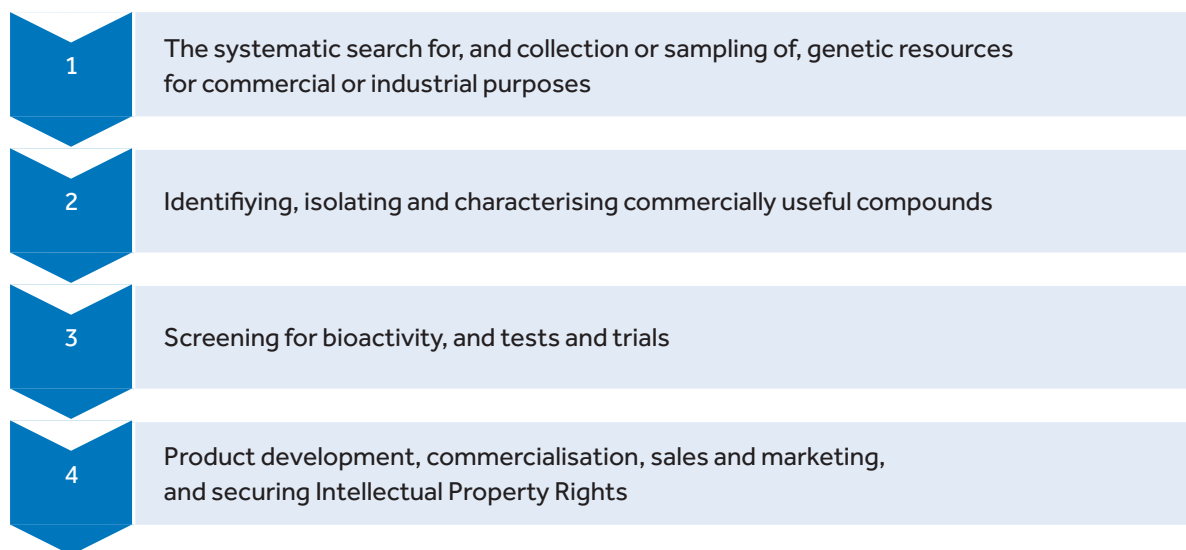 1
The systematic search for, and collection or sampling of, genetic resources
for commercial or industrial purposes
2
Identifiying, isolating and characterising commercially useful compounds
3
Screening for bioactivity, and tests and trials
4
Product development, commercialisation, sales and marketing,
and securing Intellectual Property Rights